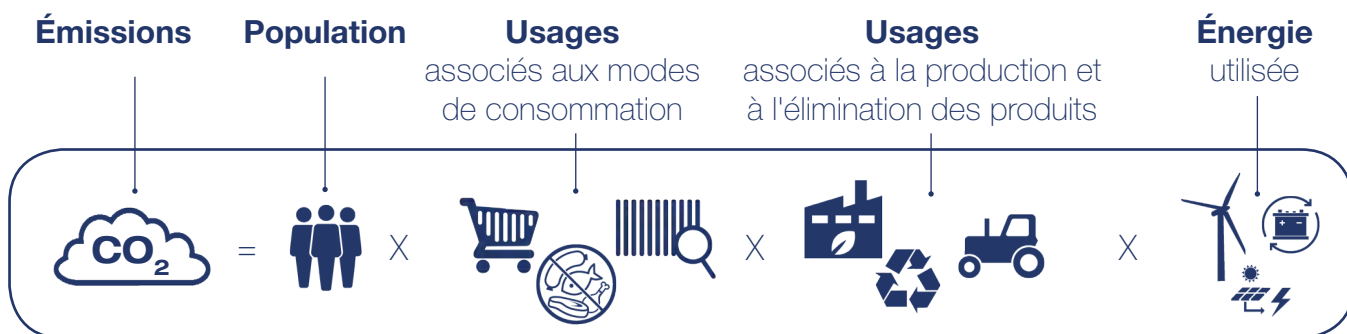 Émissions
Population
Usages
associés aux modes
de consommation
Usages
associés à la production et
à l'élimination des produits
Énergie
utilisée
CO₂ = X X X